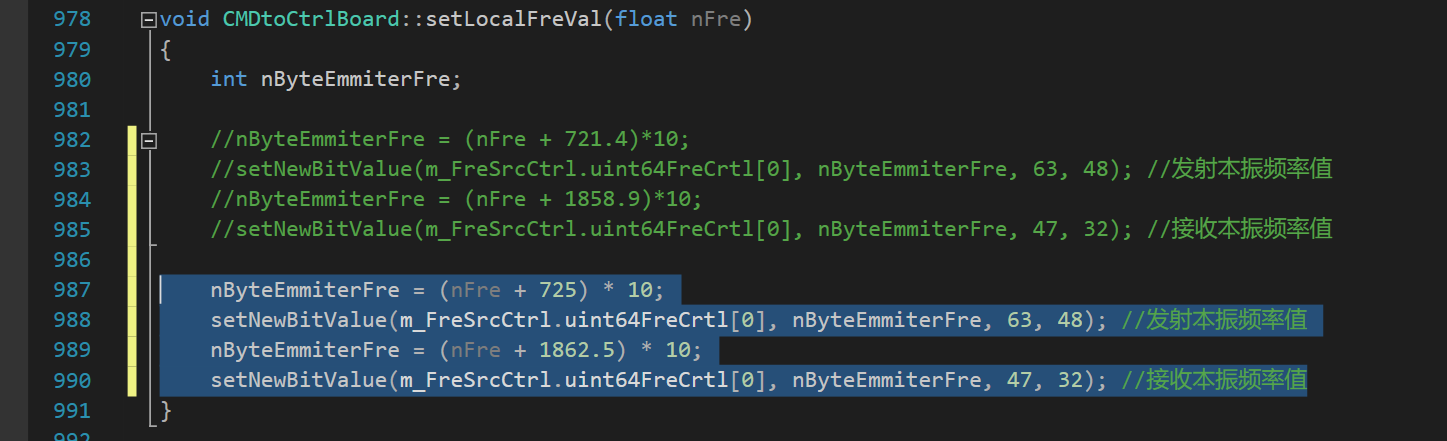 978 void CMDtoCtrlBoard::setLocalFreVal(float nFre)
979 {
980 int nByteEmmiterFre;
981
982 //nByteEmmiterFre = (nFre + 721.4)*10;
983 //setNewBitValue(m_FreSrcCtrl.uint64FreCrtl[0], nByteEmmiterFre, 63, 48); //发射本振频率值
984 //nByteEmmiterFre = (nFre + 1858.9)*10;
985 //setNewBitValue(m_FreSrcCtrl.uint64FreCrtl[0], nByteEmmiterFre, 47, 32); //接收本振频率值
986
987 nByteEmmiterFre = (nFre + 725) * 10;
988 setNewBitValue(m_FreSrcCtrl.uint64FreCrtl[0], nByteEmmiterFre, 63, 48); //发射本振频率值
989 nByteEmmiterFre = (nFre + 1862.5) * 10;
990 setNewBitValue(m_FreSrcCtrl.uint64FreCrtl[0], nByteEmmiterFre, 47, 32); //接收本振频率值
991 }
992